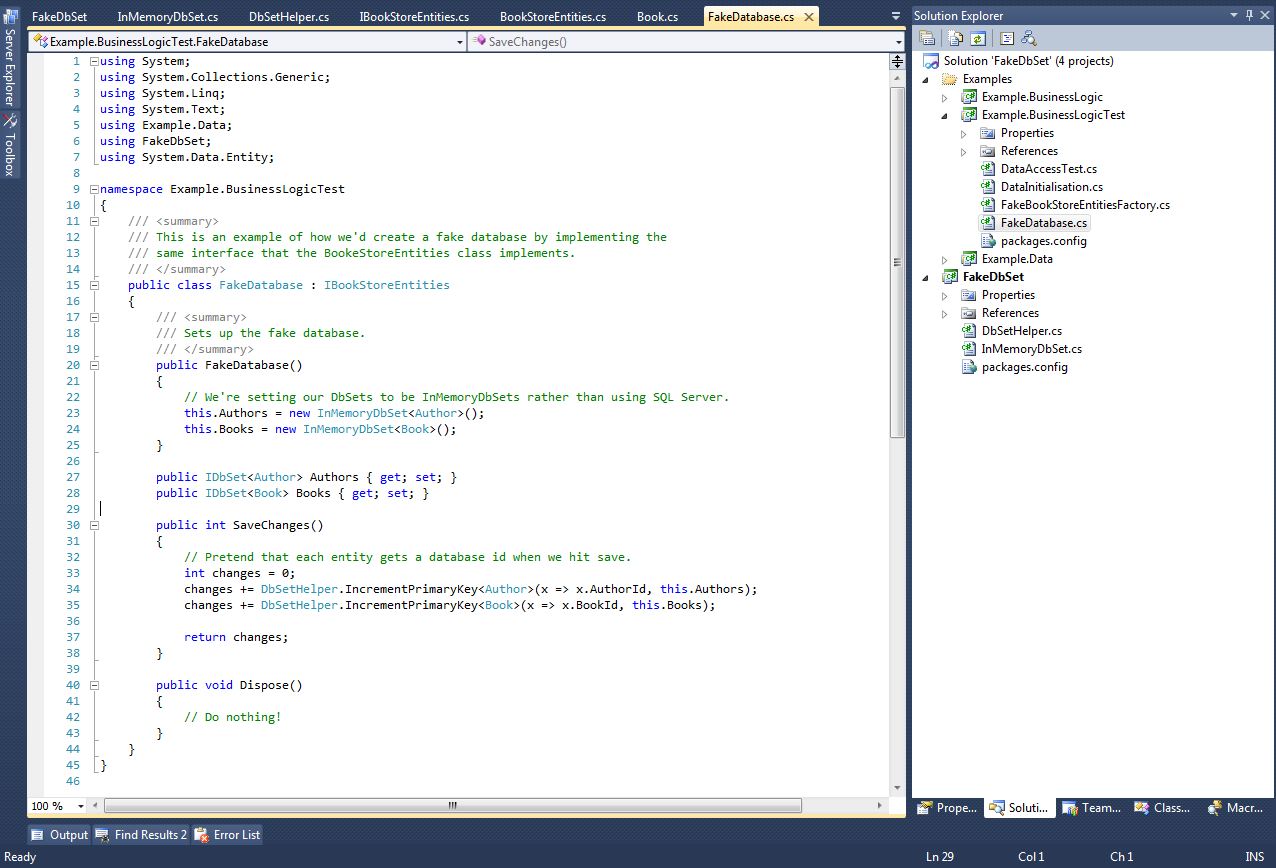 FakeDbSet InMemoryDbSet.cs DbSetHelper.cs IBookStoreEntities.cs BookStoreEntities.cs Book.cs FakeDatabase.cs
Server Explorer
Toolbox
Example.BusinessLogicTest.FakeDatabase SaveChanges()
1 using System;
2 using System.Collections.Generic;
3 using System.Linq;
4 using System.Text;
5 using Example.Data;
6 using FakeDbSet;
7 using System.Data.Entity;
8
9 namespace Example.BusinessLogicTest
10 {
11 /// <summary>
12 /// This is an example of how we'd create a fake database by implementing the
13 /// same interface that the BookeStoreEntities class implements.
14 /// </summary>
15 public class FakeDatabase : IBookStoreEntities
16 {
17 /// <summary>
18 /// Sets up the fake database.
19 /// </summary>
20 public FakeDatabase()
21 {
22 // We're setting our DbSets to be InMemoryDbSets rather than using SQL Server.
23 this.Authors = new InMemoryDbSet<Author>();
24 this.Books = new InMemoryDbSet<Book>();
25 }
26
27 public IDbSet<Author> Authors { get; set; }
28 public IDbSet<Book> Books { get; set; }
29
30 public int SaveChanges()
31 {
32 // Pretend that each entity gets a database id when we hit save.
33 int changes = 0;
34 changes += DbSetHelper.IncrementPrimaryKey<Author>(x => x.AuthorId, this.Authors);
35 changes += DbSetHelper.IncrementPrimaryKey<Book>(x => x.BookId, this.Books);
36
37 return changes;
38 }
39
40 public void Dispose()
41 {
42 // Do nothing!
43 }
44 }
45 }
46
100 %
Solution Explorer
Solution 'FakeDbSet' (4 projects)
Examples
Example.BusinessLogic
Example.BusinessLogicTest
Properties
References
DataAccessTest.cs
DataInitialisation.cs
FakeBookStoreEntitiesFactory.cs
FakeDatabase.cs
packages.config
Example.Data
FakeDbSet
Properties
References
DbSetHelper.cs
InMemoryDbSet.cs
packages.config
Prope... Soluti... Team... Class... Macr...
Output Find Results 2 Error List
Ready Ln 29 Col 1 Ch 1 INS